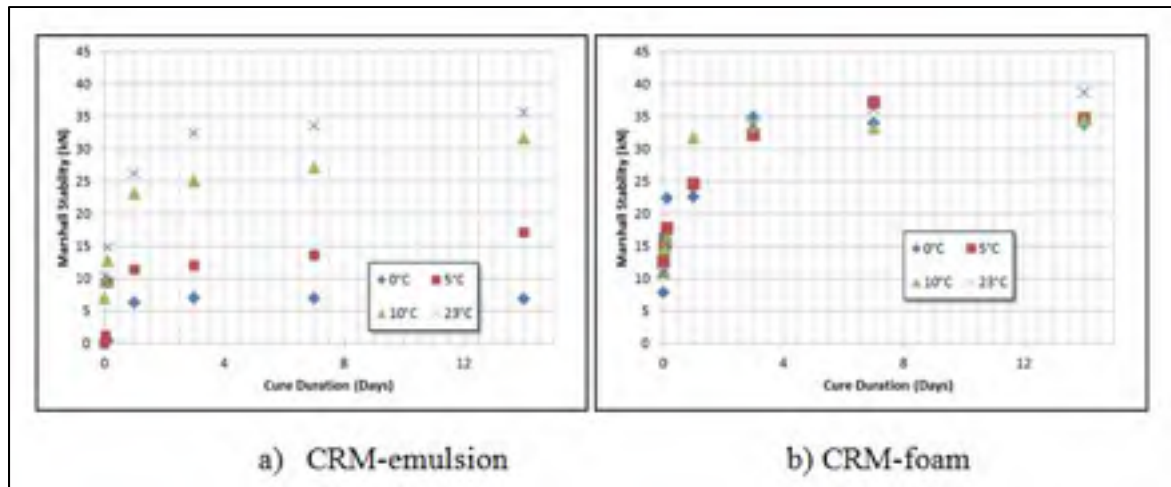 45
40
35
30
25
20
15
10
5
0
Marshall Stability [kN]
0°C 5°C
10°C 23°C
0 4 8 12
Cure Duration (Days)
45
40
35
30
25
20
15
10
5
0
Marshall Stability [kN]
0°C 5°C
10°C 23°C
0 4 8 12
Cure Duration (Days)
a) CRM-emulsion b) CRM-foam